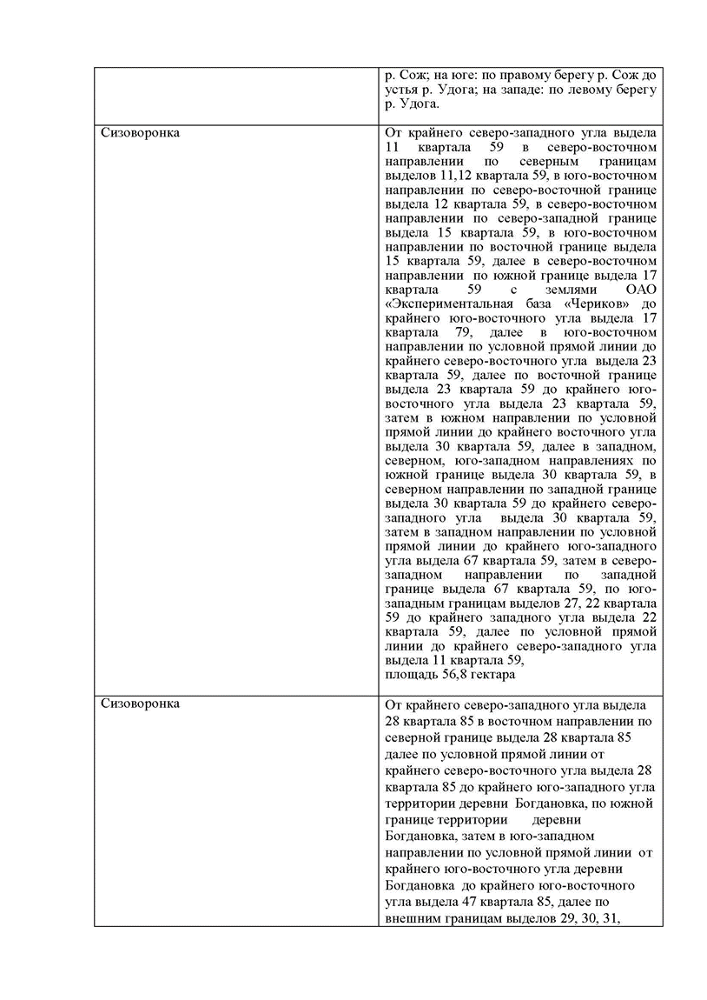 р. Сож; на юге: по правому берегу р. Сож до
устья р. Удога; на западе: по левому берегу
р. Удога.
Сизоворонка
От крайнего северо-западного угла выдела
11 квартала 59 в северо-восточном
направлении по северным границам
выделов 11,12 квартала 59, в юго-восточном
направлении по северо-восточной границе
выдела 12 квартала 59, в северо-восточном
направлении по северо-западной границе
выдела 15 квартала 59, в юго-восточном
направлении по восточной границе выдела
15 квартала 59, далее в северо-восточном
направлении по южной границе выдела 17
квартала 59 с землями ОАО
«Экспериментальная база «Чериков» до
крайнего юго-восточного угла выдела 17
квартала 79, далее в юго-восточном
направлении по условной прямой линии до
крайнего северо-восточного угла выдела 23
квартала 59, далее по восточной границе
выдела 23 квартала 59 до крайнего юго-
восточного угла выдела 23 квартала 59,
затем в южном направлении по условной
прямой линии до крайнего восточного угла
выдела 30 квартала 59, далее в западном,
северном, юго-западном направлениях по
южной границе выдела 30 квартала 59, в
северном направлении по западной границе
выдела 30 квартала 59 до крайнего северо-
западного угла выдела 30 квартала 59,
затем в западном направлении по условной
прямой линии до крайнего юго-западного
угла выдела 67 квартала 59, затем в северо-
западном направлении по западной
границе выдела 67 квартала 59, по юго-
западным границам выделов 27, 22 квартала
59 до крайнего западного угла выдела 22
квартала 59, далее по условной прямой
линии до крайнего северо-западного угла
выдела 11 квартала 59,
площадь 56,8 гектара
Сизоворонка
От крайнего северо-западного угла выдела
28 квартала 85 в восточном направлении по
северной границе выдела 28 квартала 85
далее по условной прямой линии от
крайнего северо-восточного угла выдела 28
квартала 85 до крайнего юго-западного угла
территории деревни Богдановка, по южной
границе территории деревни
Богдановка, затем в юго-западном
направлении по условной прямой линии от
крайнего юго-восточного угла деревни
Богдановка до крайнего юго-восточного
угла выдела 47 квартала 85, далее по
внешним границам выделов 29, 30, 31,